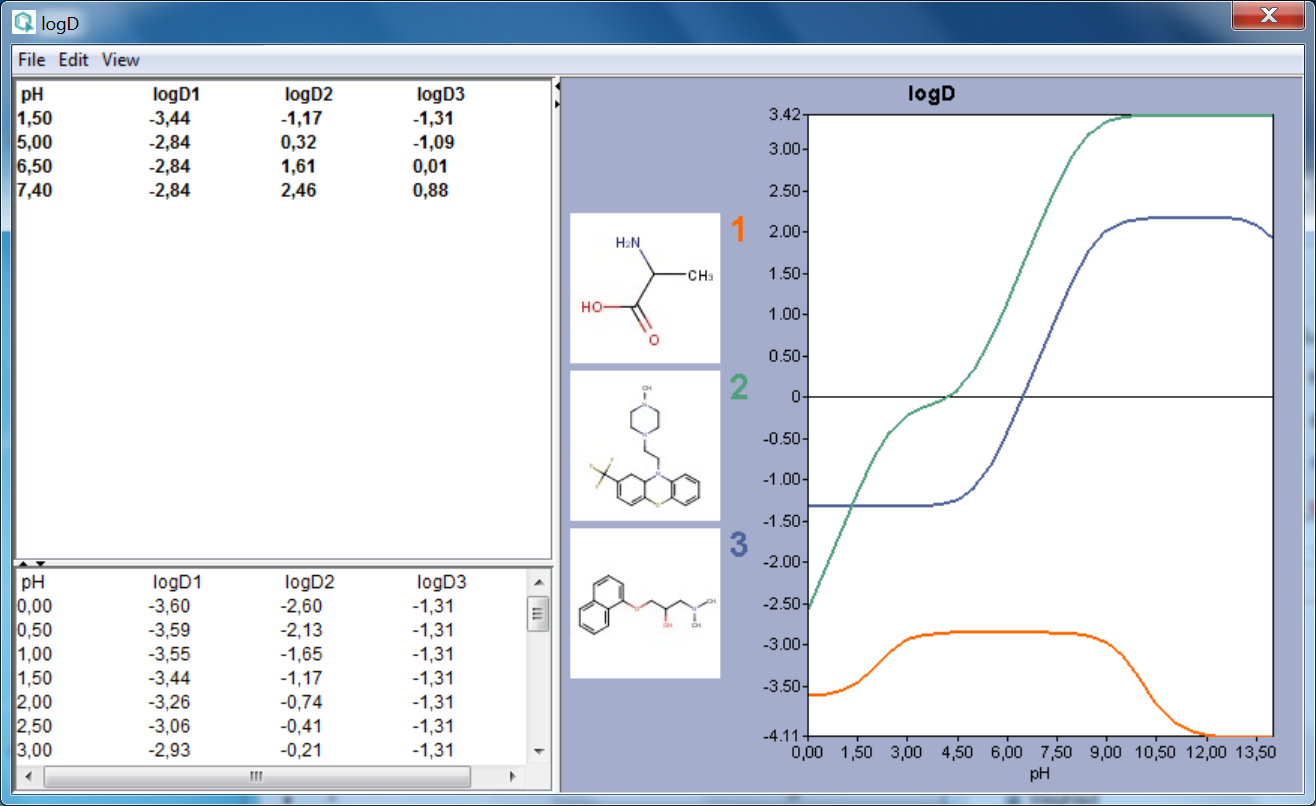 logD
File Edit View
pH logD1 logD2 logD3
1,50 -3,44 -1,17 -1,31
5,00 -2,84 0,32 -1,09
6,50 -2,84 1,61 0,01
7,40 -2,84 2,46 0,88
pH logD1 logD2 logD3
0,00 -3,60 -2,60 -1,31
0,50 -3,59 -2,13 -1,31
1,00 -3,55 -1,65 -1,31
1,50 -3,44 -1,17 -1,31
2,00 -3,26 -0,74 -1,31
2,50 -3,06 -0,41 -1,31
3,00 -2,93 -0,21 -1,31
1
H₂N
CH₃
HO
O
2
CH
N
N
F
F
F
N
S
3
O
OH
N
CH
CH
logD
3.42
3.00
2.50
2.00
1.50
1.00
0.50
0
-0.50
-1.00
-1.50
-2.00
-2.50
-3.00
-3.50
-4.11
0,00 1,50 3,00 4,50 6,00 7,50 9,00 10,50 12,00 13,50
pH